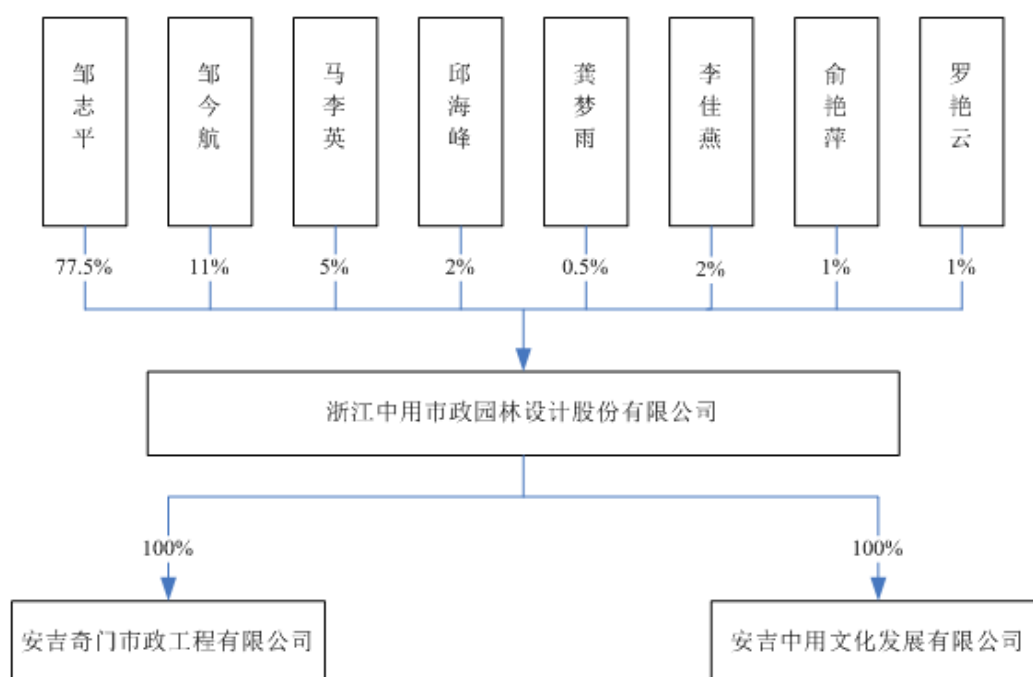 邹志平
邹今航
马李英
邱海峰
龚梦雨
李佳燕
俞艳萍
罗艳云
77.5%
11%
5%
2%
0.5%
2%
1%
1%
浙江中用市政园林设计股份有限公司
100%
100%
安吉奇门市政工程有限公司
安吉中用文化发展有限公司